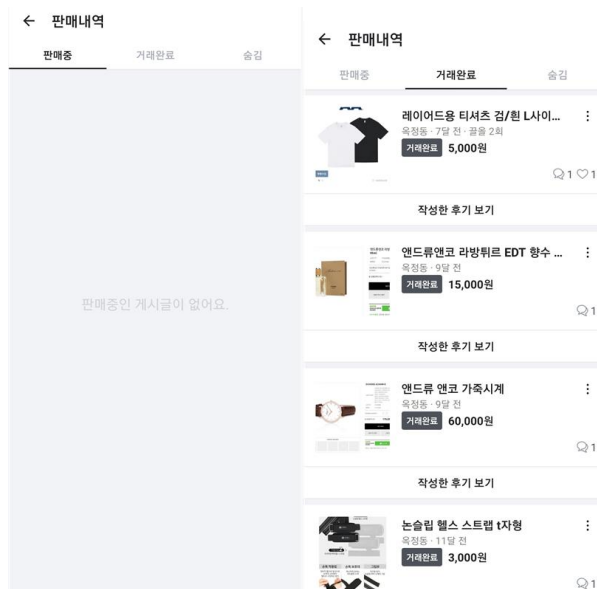 판매내역
판매중 거래완료 숨김
판매중인 게시글이 없어요.
판매내역
판매중 거래완료 숨김
레이어드용 티셔츠 검/흰 L사이...
옥정동 · 7달 전 · 끌올 2회
거래완료 5,000원
1 1
작성한 후기 보기
앤드류앤코 라방튀르 EDT 향수 ...
옥정동 · 9달 전
거래완료 15,000원
1
작성한 후기 보기
앤드류 앤코 가죽시계
옥정동 · 9달 전
거래완료 60,000원
1
작성한 후기 보기
논슬립 헬스 스트랩 t자형
옥정동 · 11달 전
거래완료 3,000원
1